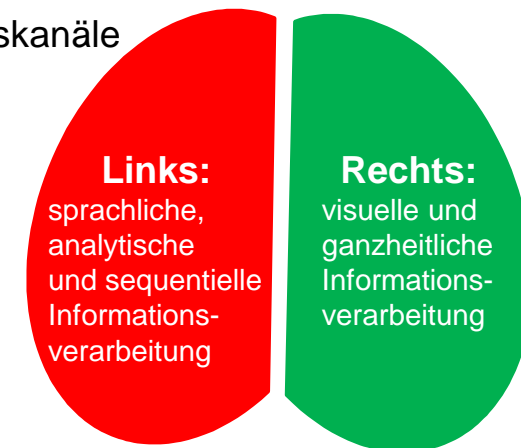 skanäle
Links:
sprachliche,
analytische
und sequentielle
Informations-
verarbeitung
Rechts:
visuelle und
ganzheitliche
Informations-
verarbeitung